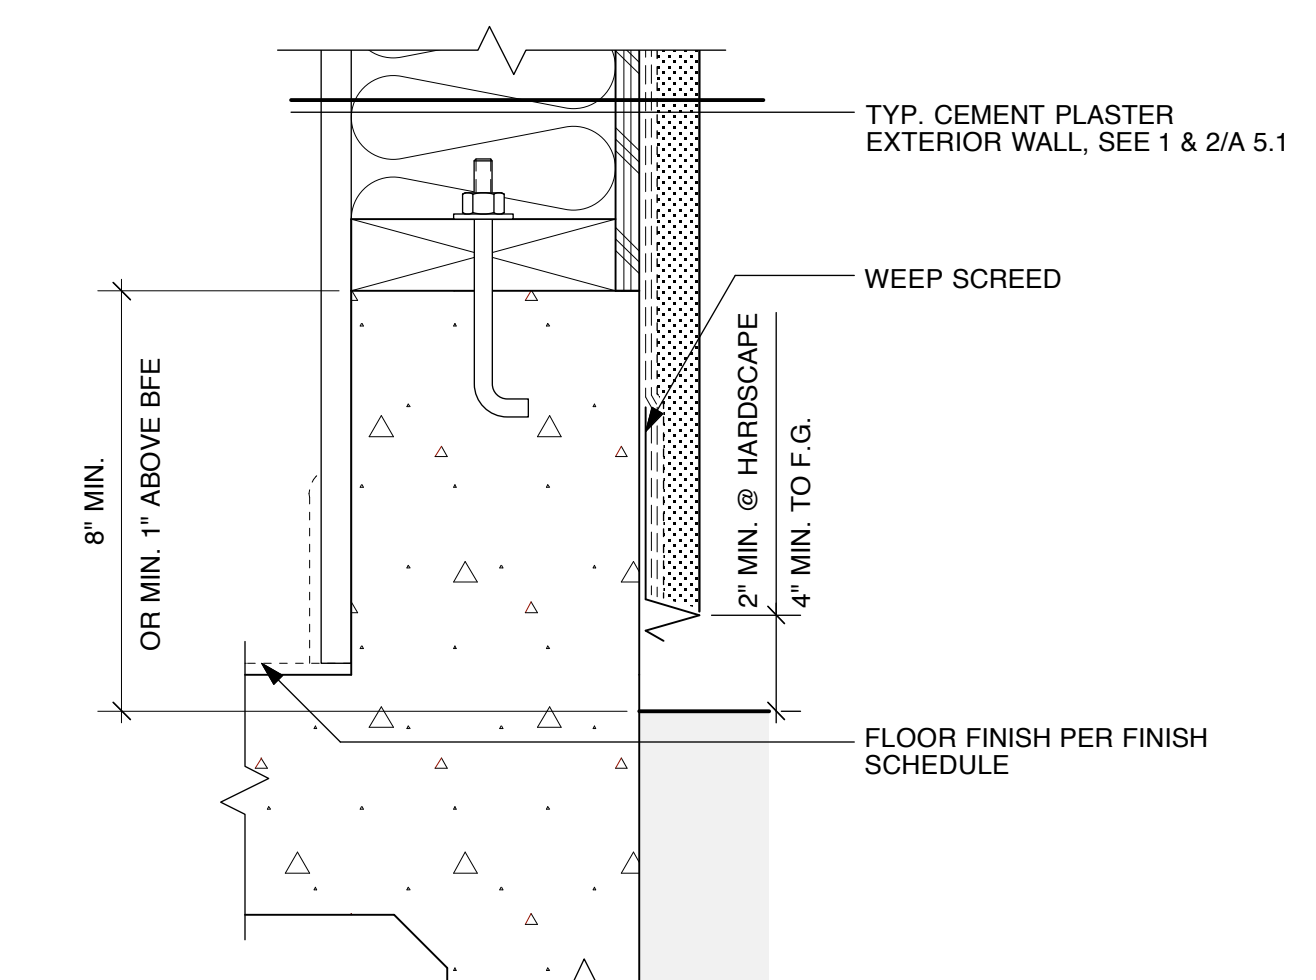 TYP. CEMENT PLASTER
EXTERIOR WALL, SEE 1 & 2/A 5.1
WEEP SCREED
8" MIN.
OR MIN. 1" ABOVE BFE
2" MIN. @ HARDSCAPE
4" MIN. TO F.G.
FLOOR FINISH PER FINISH
SCHEDULE